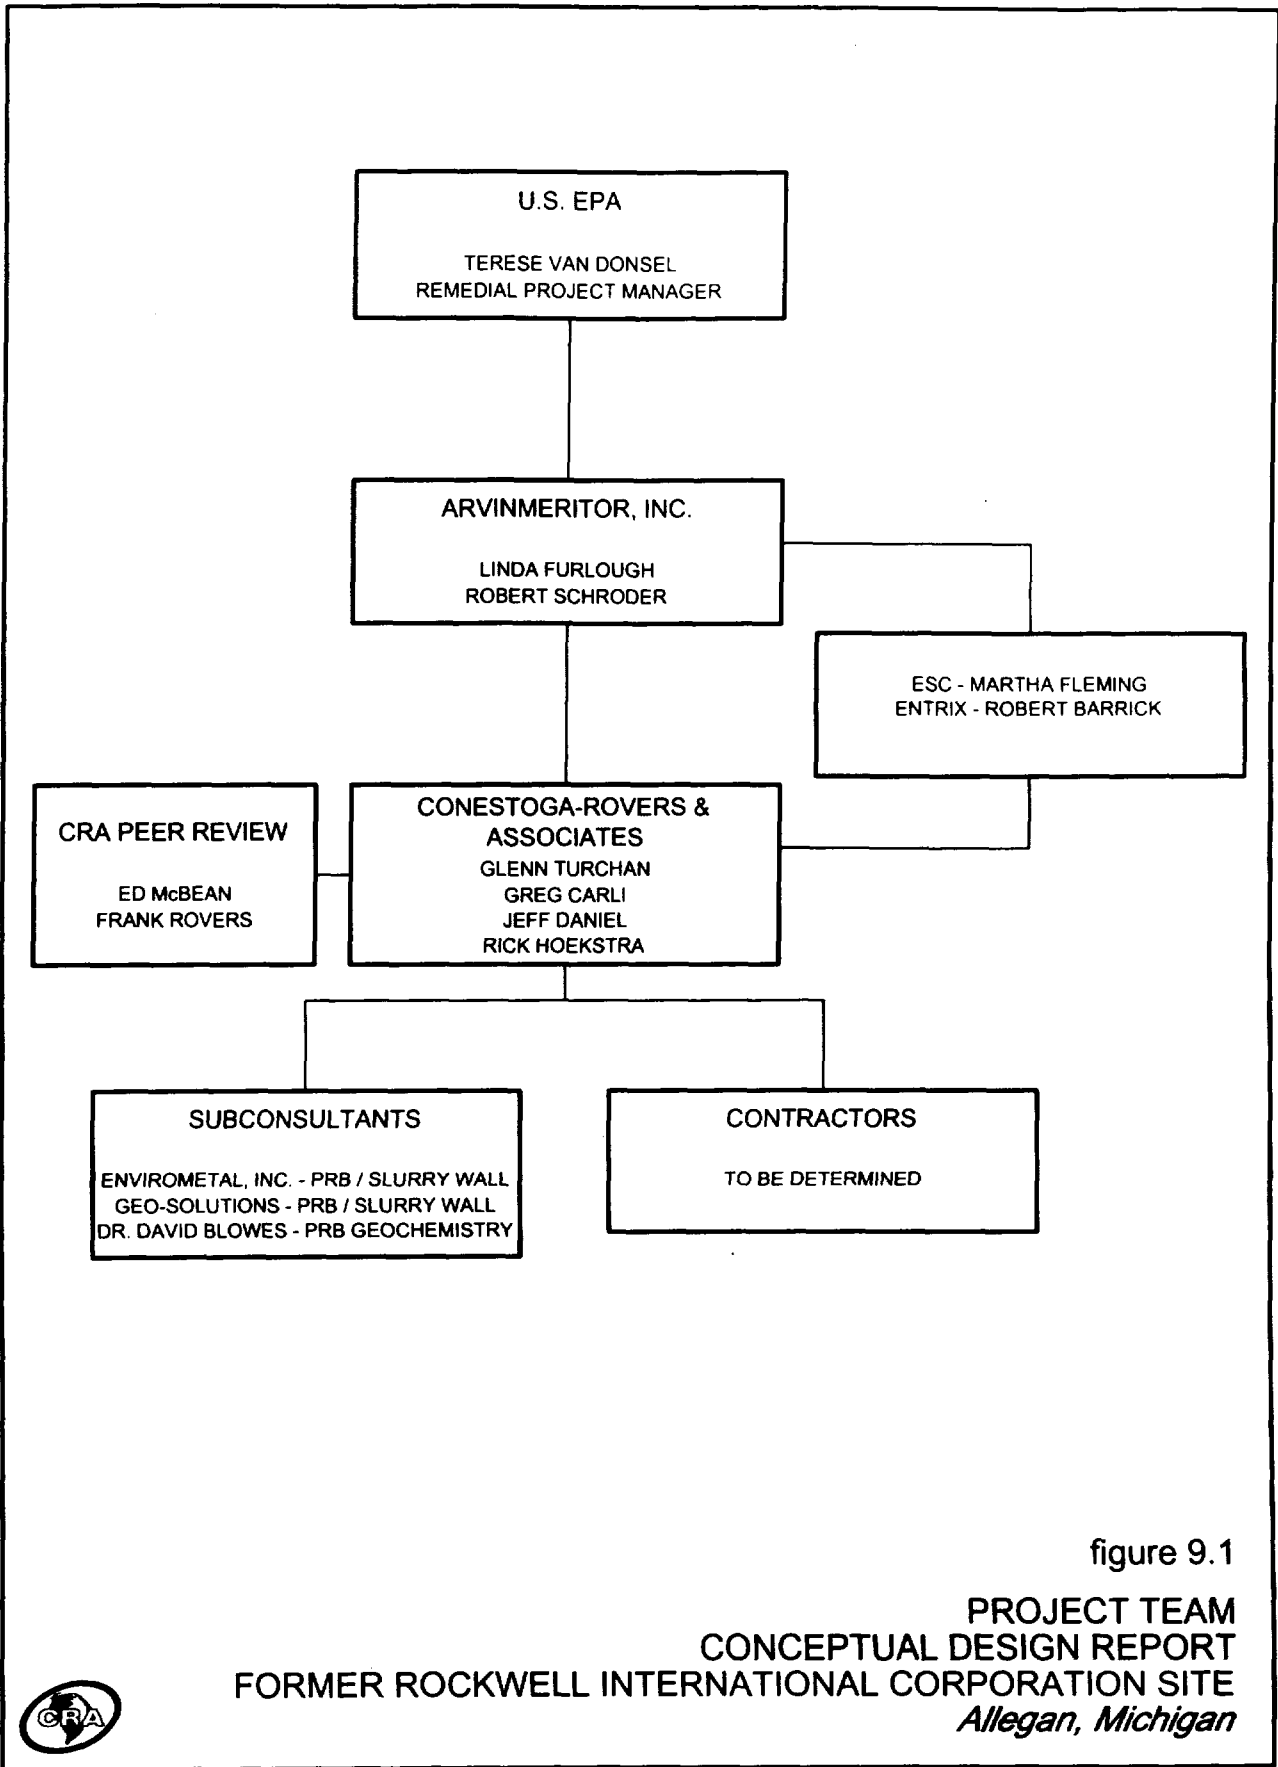 U.S. EPA
TERESE VAN DONSEL
REMEDIAL PROJECT MANAGER
ARVINMERITOR, INC.
LINDA FURLOUGH
ROBERT SCHRODER
ESC - MARTHA FLEMING
ENTRIX - ROBERT BARRICK
CRA PEER REVIEW
ED McBEAN
FRANK ROVERS
CONESTOGA-ROVERS &
ASSOCIATES
GLENN TURCHAN
GREG CARLI
JEFF DANIEL
RICK HOEKSTRA
SUBCONSULTANTS
ENVIROMETAL, INC. - PRB / SLURRY WALL
GEO-SOLUTIONS - PRB / SLURRY WALL
DR. DAVID BLOWES - PRB GEOCHEMISTRY
CONTRACTORS
TO BE DETERMINED
figure 9.1
PROJECT TEAM
CONCEPTUAL DESIGN REPORT
FORMER ROCKWELL INTERNATIONAL CORPORATION SITE
Allegan, Michigan
CRA